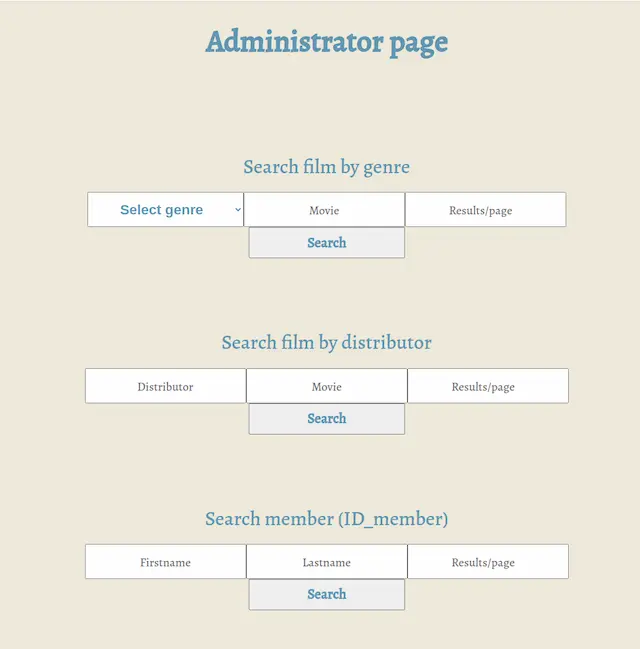 Administrator page
Search film by genre
Select genre Movie Results/page
Search
Search film by distributor
Distributor Movie Results/page
Search
Search member (ID_member)
Firstname Lastname Results/page
Search